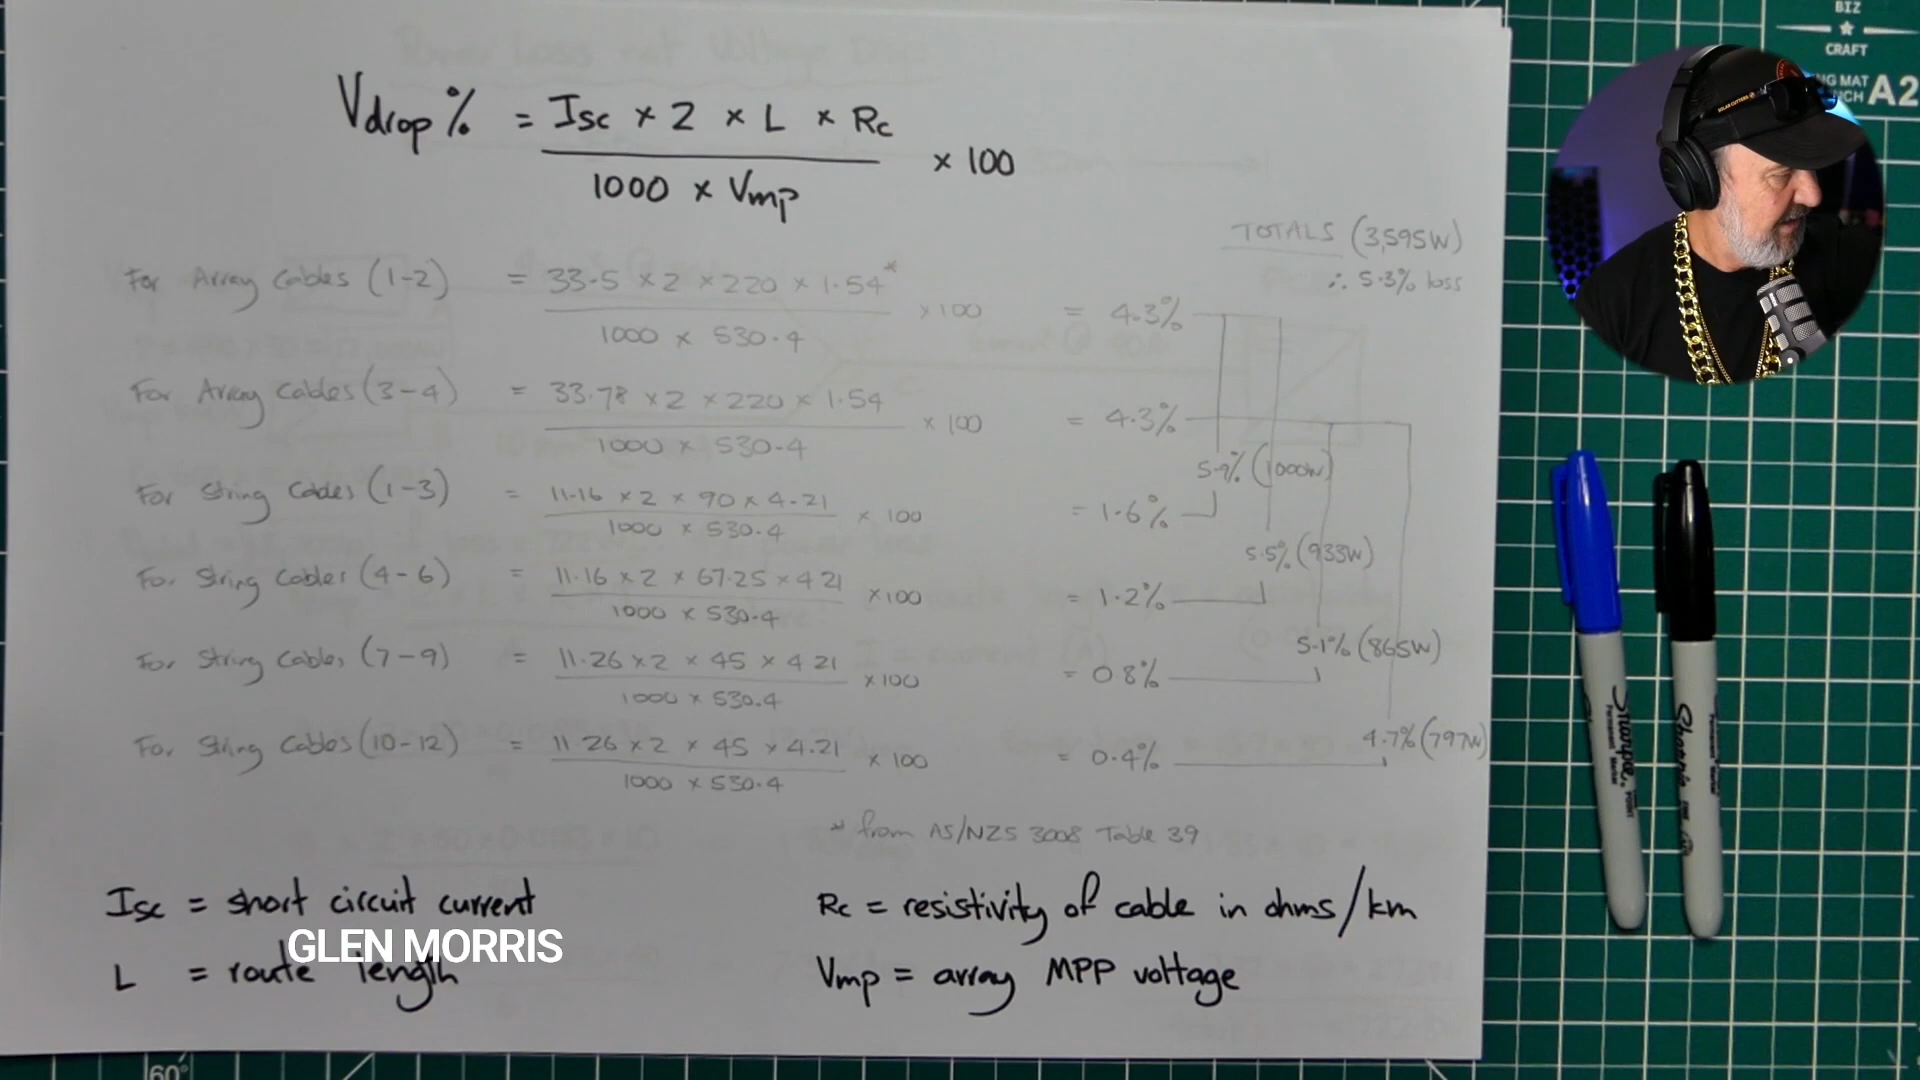 BIZ
CRAFT
A2
Vdrop% = Isc × 2 × L × Rc / 1000 × Vmp × 100
TOTALS (3,595W)
∴ 5.3% loss
For Array Cables (1-2) = 33.5 × 2 × 220 × 1.54* / 1000 × 530.4 × 100 = 4.3%
For Array Cables (3-4) = 33.78 × 2 × 220 × 1.54 / 1000 × 530.4 × 100 = 4.3%
5.9% (1000W)
For String Cables (1-3) = 11.16 × 2 × 90 × 4.21 / 1000 × 530.4 × 100 = 1.6%
5.5% (933W)
For String Cables (4-6) = 11.16 × 2 × 67.25 × 4.21 / 1000 × 530.4 × 100 = 1.2%
5.1% (865W)
For String Cables (7-9) = 11.26 × 2 × 45 × 4.21 / 1000 × 530.4 × 100 = 0.8%
4.7% (797W)
For String Cables (10-12) = 11.26 × 2 × 45 × 4.21 / 1000 × 530.4 × 100 = 0.4%
* from AS/NZS 3008 Table 39
Isc = short circuit current
Rc = resistivity of cable in ohms/km
GLEN MORRIS
L = route length
Vmp = array MPP voltage
Sharpie
Sharpie
60°